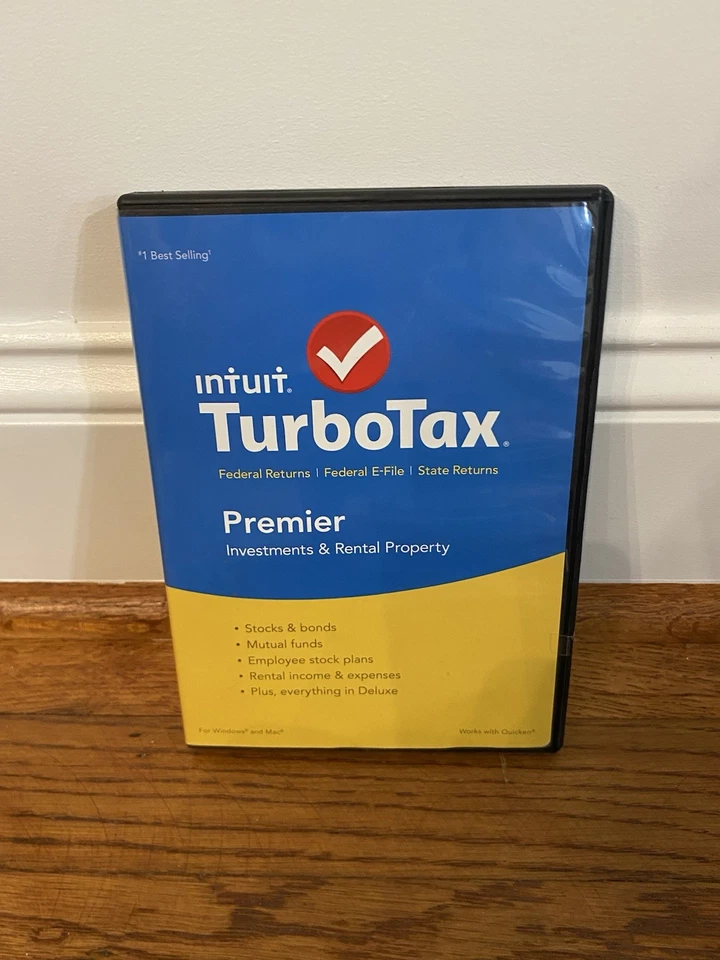 #1 Best Selling¹
intuit®
TurboTax®
Federal Returns | Federal E-File | State Returns
Premier
Investments & Rental Property
• Stocks & bonds
• Mutual funds
• Employee stock plans
• Rental income & expenses
• Plus, everything in Deluxe
For Windows® and Mac® Works with Quicken®